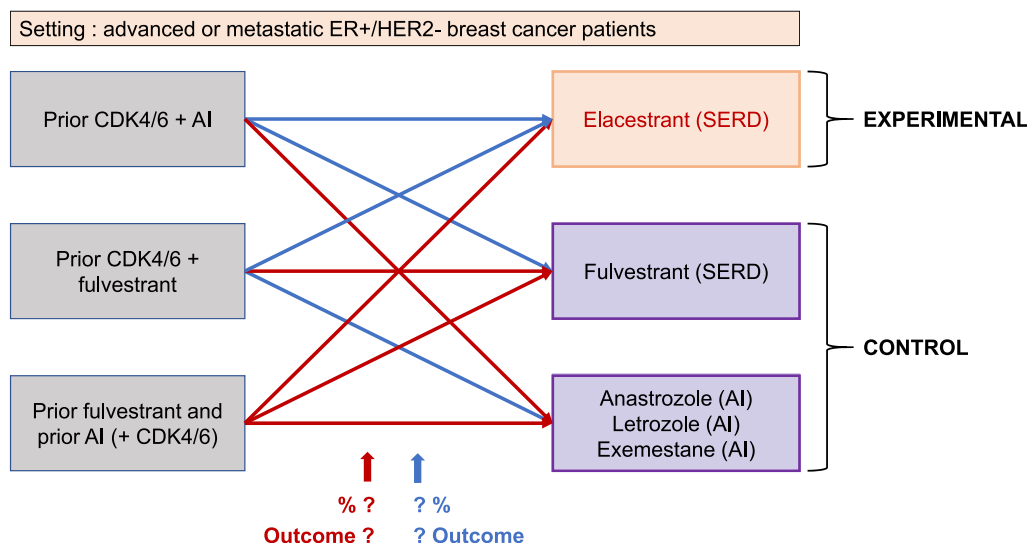 Setting : advanced or metastatic ER+/HER2- breast cancer patients
Prior CDK4/6 + AI
Elacestrant (SERD)
EXPERIMENTAL
Prior CDK4/6 +
fulvestrant
Fulvestrant (SERD)
CONTROL
Prior fulvestrant and
prior AI (+ CDK4/6)
Anastrozole (AI)
Letrozole (AI)
Exemestane (AI)
% ?
? %
Outcome ?
? Outcome